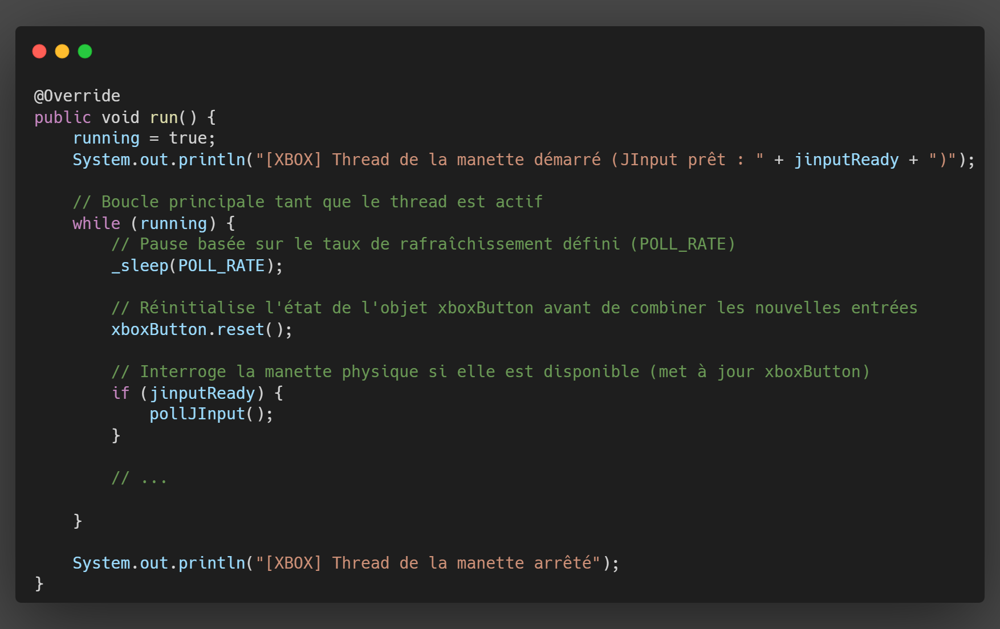 @Override
public void run() {
    running = true;
    System.out.println("[XBOX] Thread de la manette démarré (JInput prêt : " + jinputReady + ")");
    // Boucle principale tant que le thread est actif
    while (running) {
        // Pause basée sur le taux de rafraîchissement défini (POLL_RATE)
        _sleep(POLL_RATE);
        // Réinitialise l'état de l'objet xboxButton avant de combiner les nouvelles entrées
        xboxButton.reset();
        // Interroge la manette physique si elle est disponible (met à jour xboxButton)
        if (jinputReady) {
            pollJInput();
        }
        // ...
    }
    System.out.println("[XBOX] Thread de la manette arrêté");
}